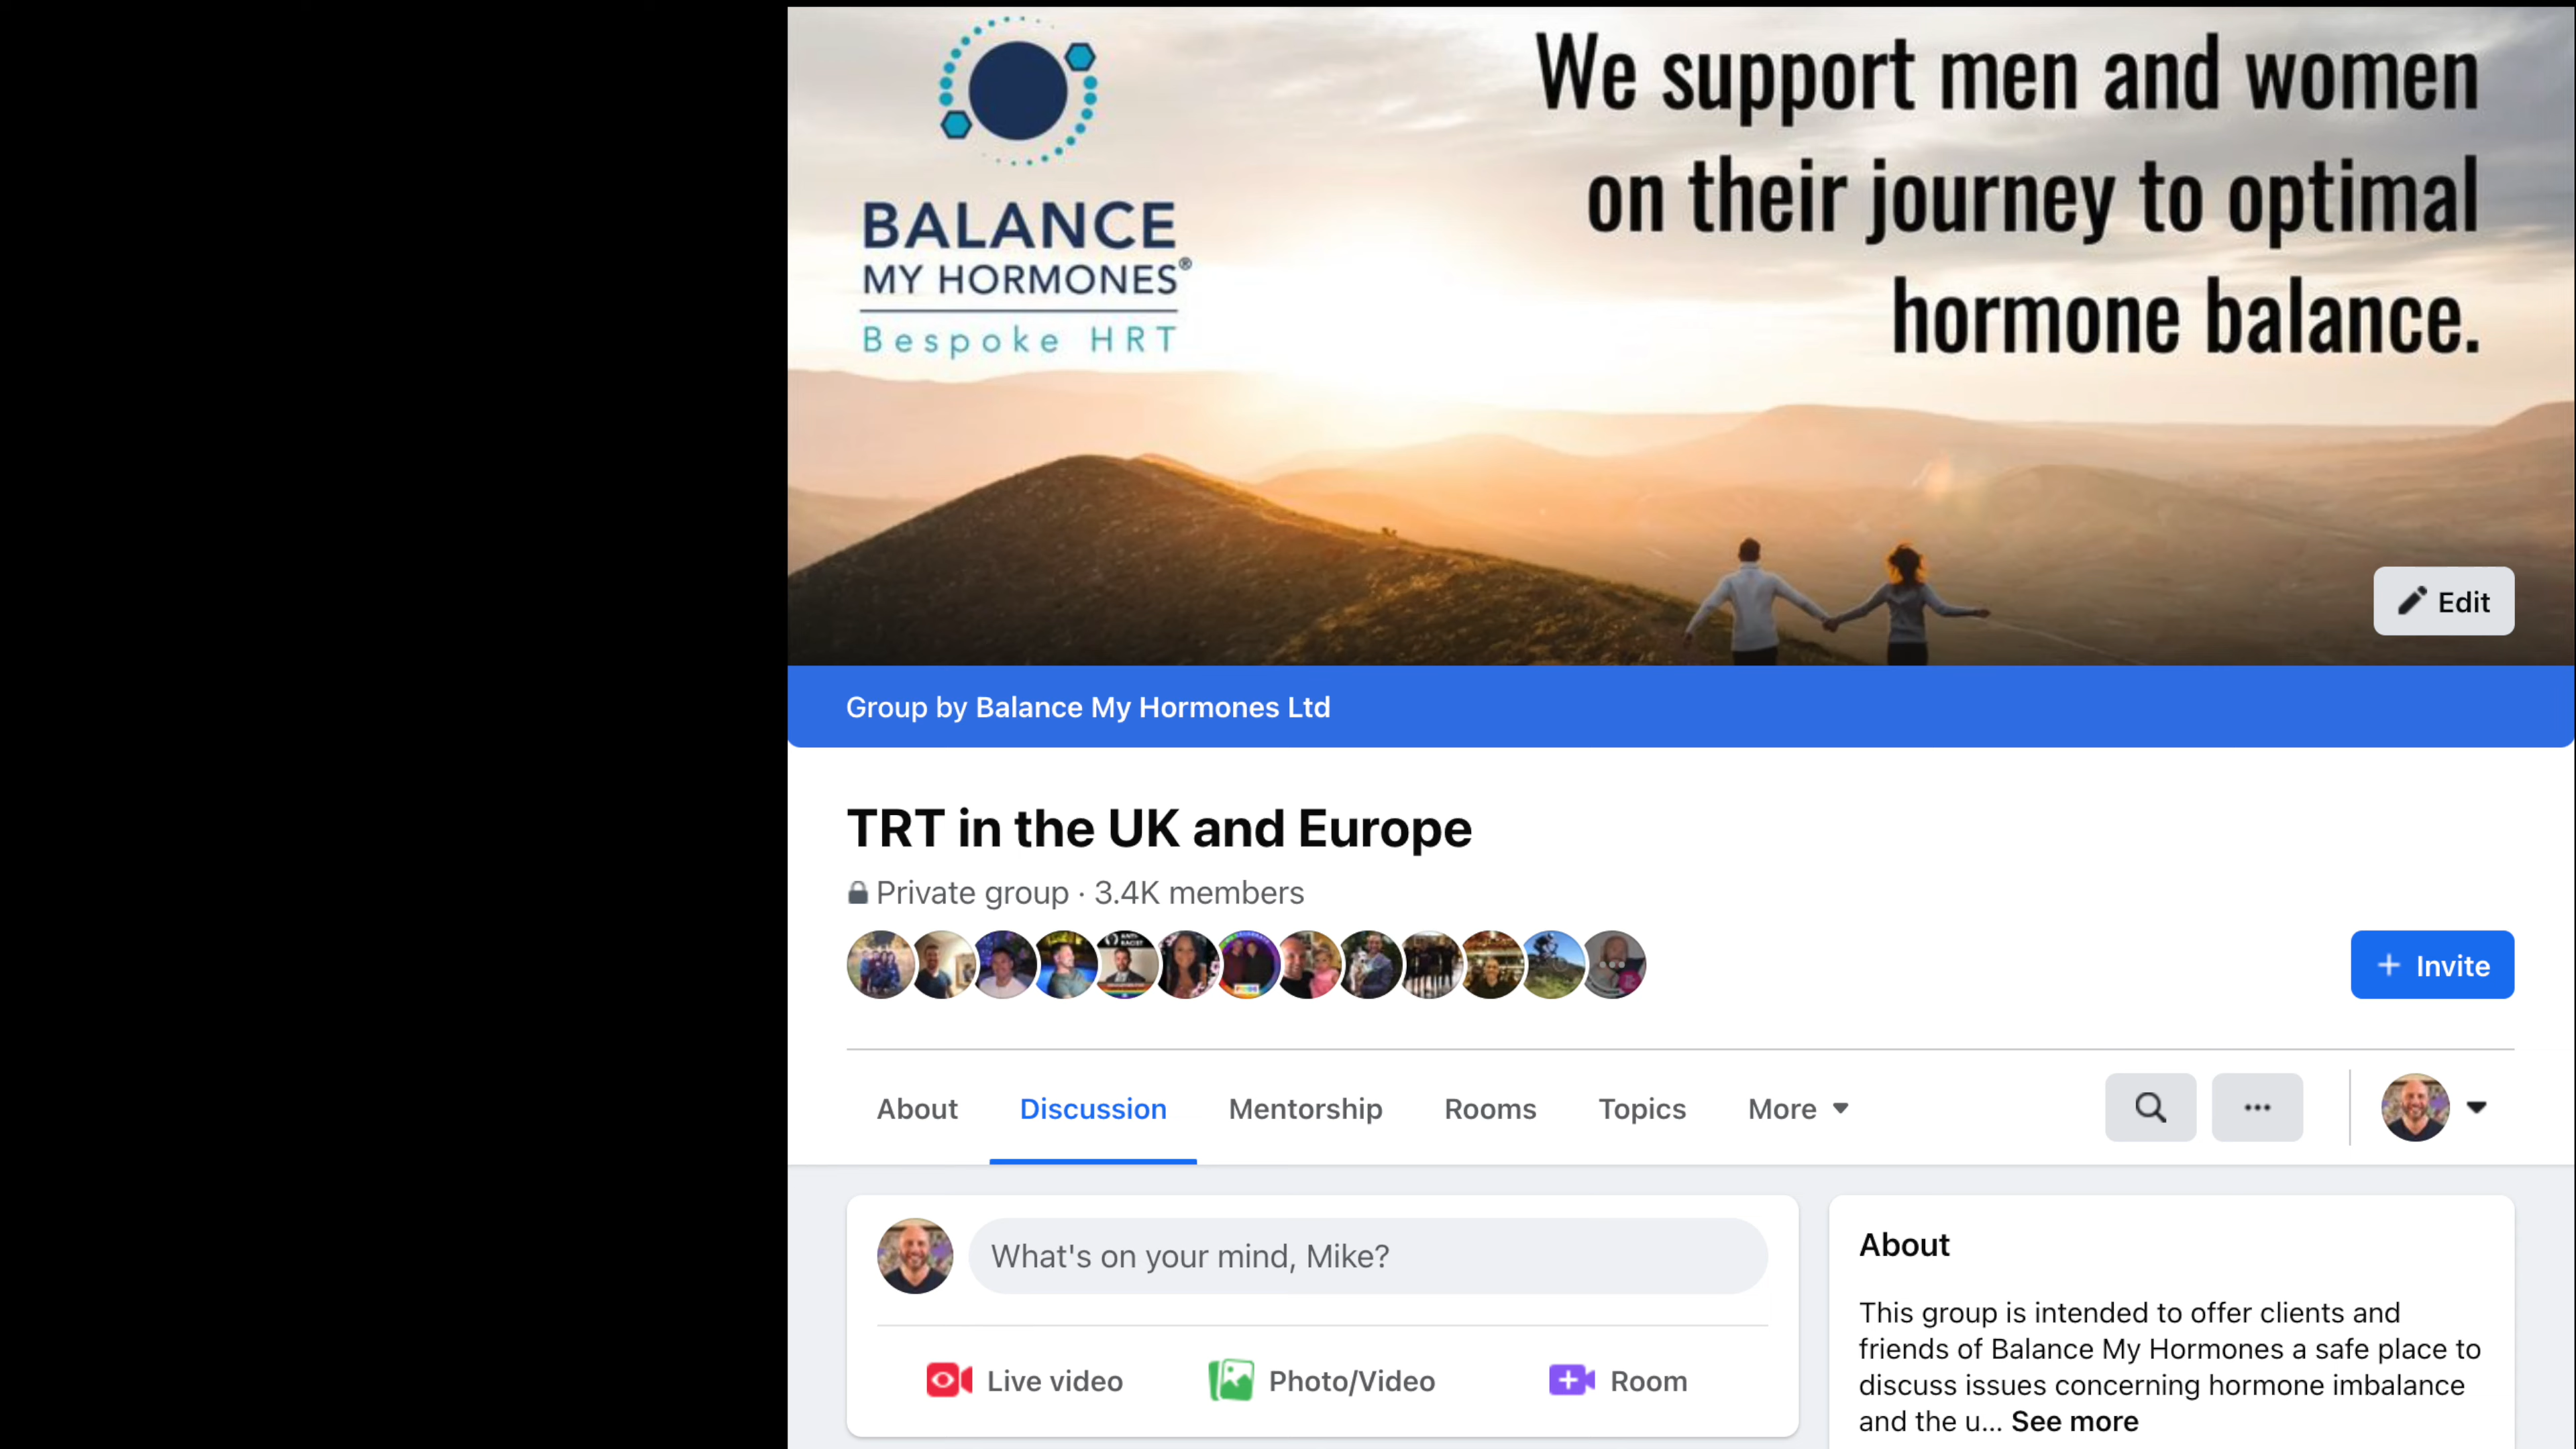 BALANCE
MY HORMONES®
Bespoke HRT
We support men and women
on their journey to optimal
hormone balance.
Edit
Group by Balance My Hormones Ltd
TRT in the UK and Europe
Private group · 3.4K members
ANTI-
RACIST
+ Invite
About
Discussion
Mentorship
Rooms
Topics
More
What's on your mind, Mike?
Live video
Photo/Video
Room
About
This group is intended to offer clients and
friends of Balance My Hormones a safe place to
discuss issues concerning hormone imbalance
and the u... See more